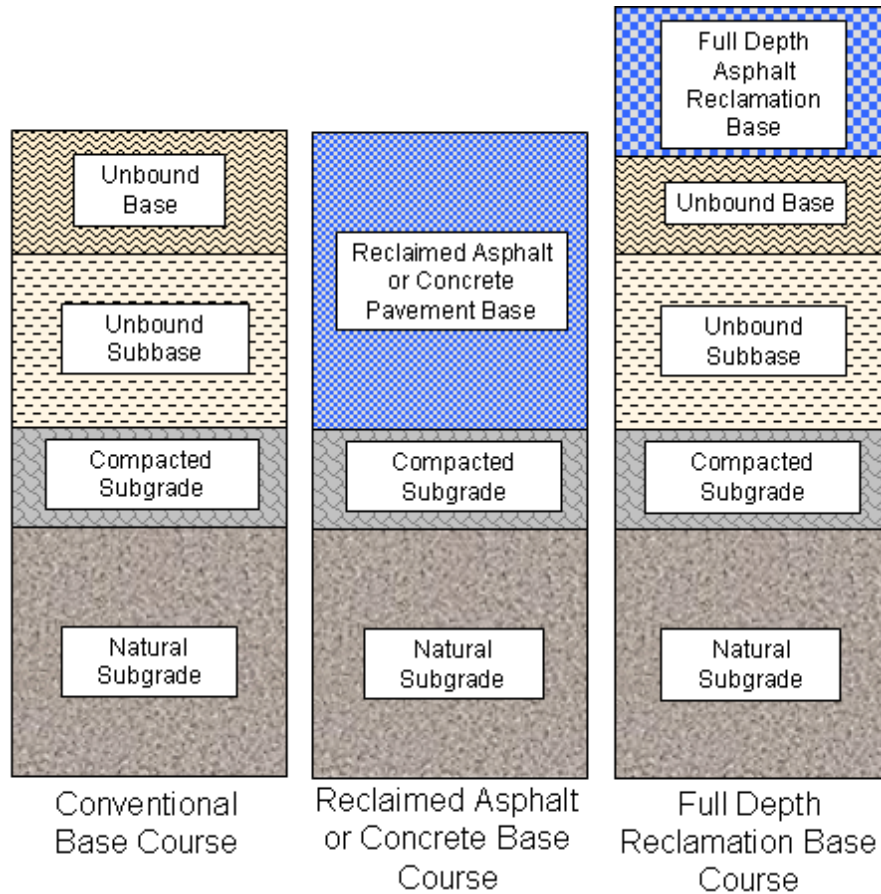 Unbound
Base
Unbound
Subbase
Compacted
Subgrade
Natural
Subgrade
Conventional
Base Course
Reclaimed Asphalt
or Concrete
Pavement Base
Compacted
Subgrade
Natural
Subgrade
Reclaimed Asphalt
or Concrete Base
Course
Full Depth
Asphalt
Reclamation
Base
Unbound Base
Unbound
Subbase
Compacted
Subgrade
Natural
Subgrade
Full Depth
Reclamation Base
Course